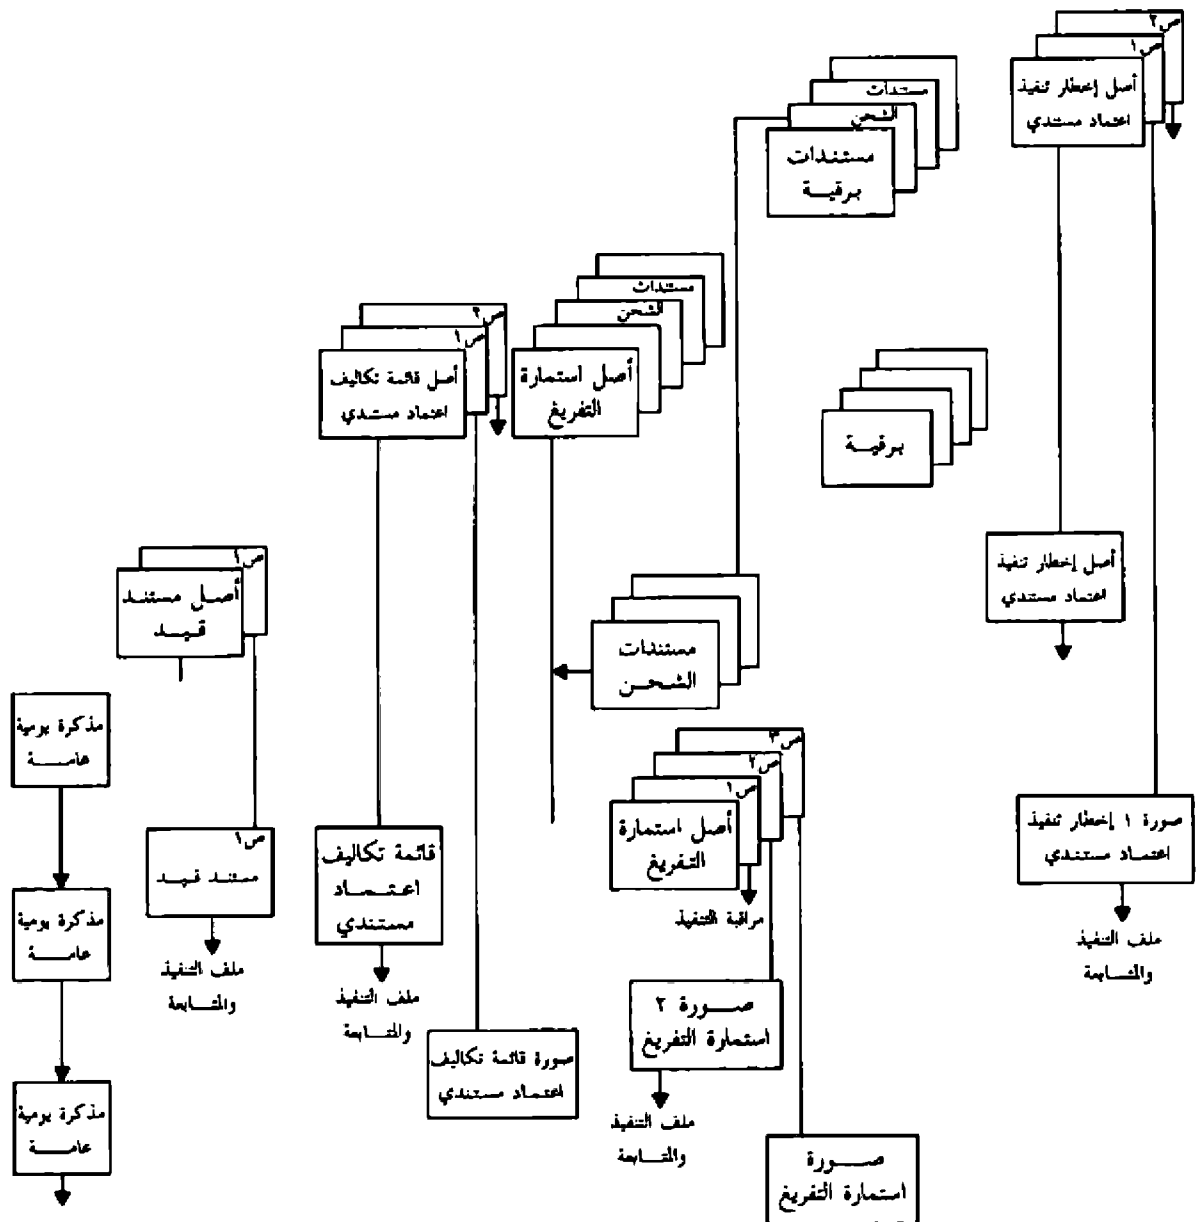 ص٢
ص١
أصل إخطار تنفيذ
اعتماد مستندي
مستندات
الشحن
مستندات
برقية
مستندات
الشحن
أصل استمارة
التفريغ
ص٢
ص١
أصل قائمة تكاليف
اعتماد مستندي
برقية
أصل إخطار تنفيذ
اعتماد مستندي
ص١
أصل مستند
قيد
مستندات
الشحن
مذكرة يومية
عامة
ص٣
ص٢
ص١
أصل استمارة
التفريغ
مراقبة التنفيذ
صورة ١ إخطار تنفيذ
اعتماد مستندي
ملف التنفيذ
والمتابعة
قائمة تكاليف
اعتماد
مستندي
ملف التنفيذ
والمتابعة
ص١
مستند قيد
ملف التنفيذ
والمتابعة
مذكرة يومية
عامة
صورة ٢
استمارة التفريغ
ملف التنفيذ
والمتابعة
صورة قائمة تكاليف
اعتماد مستندي
مذكرة يومية
عامة
صورة
استمارة التفريغ